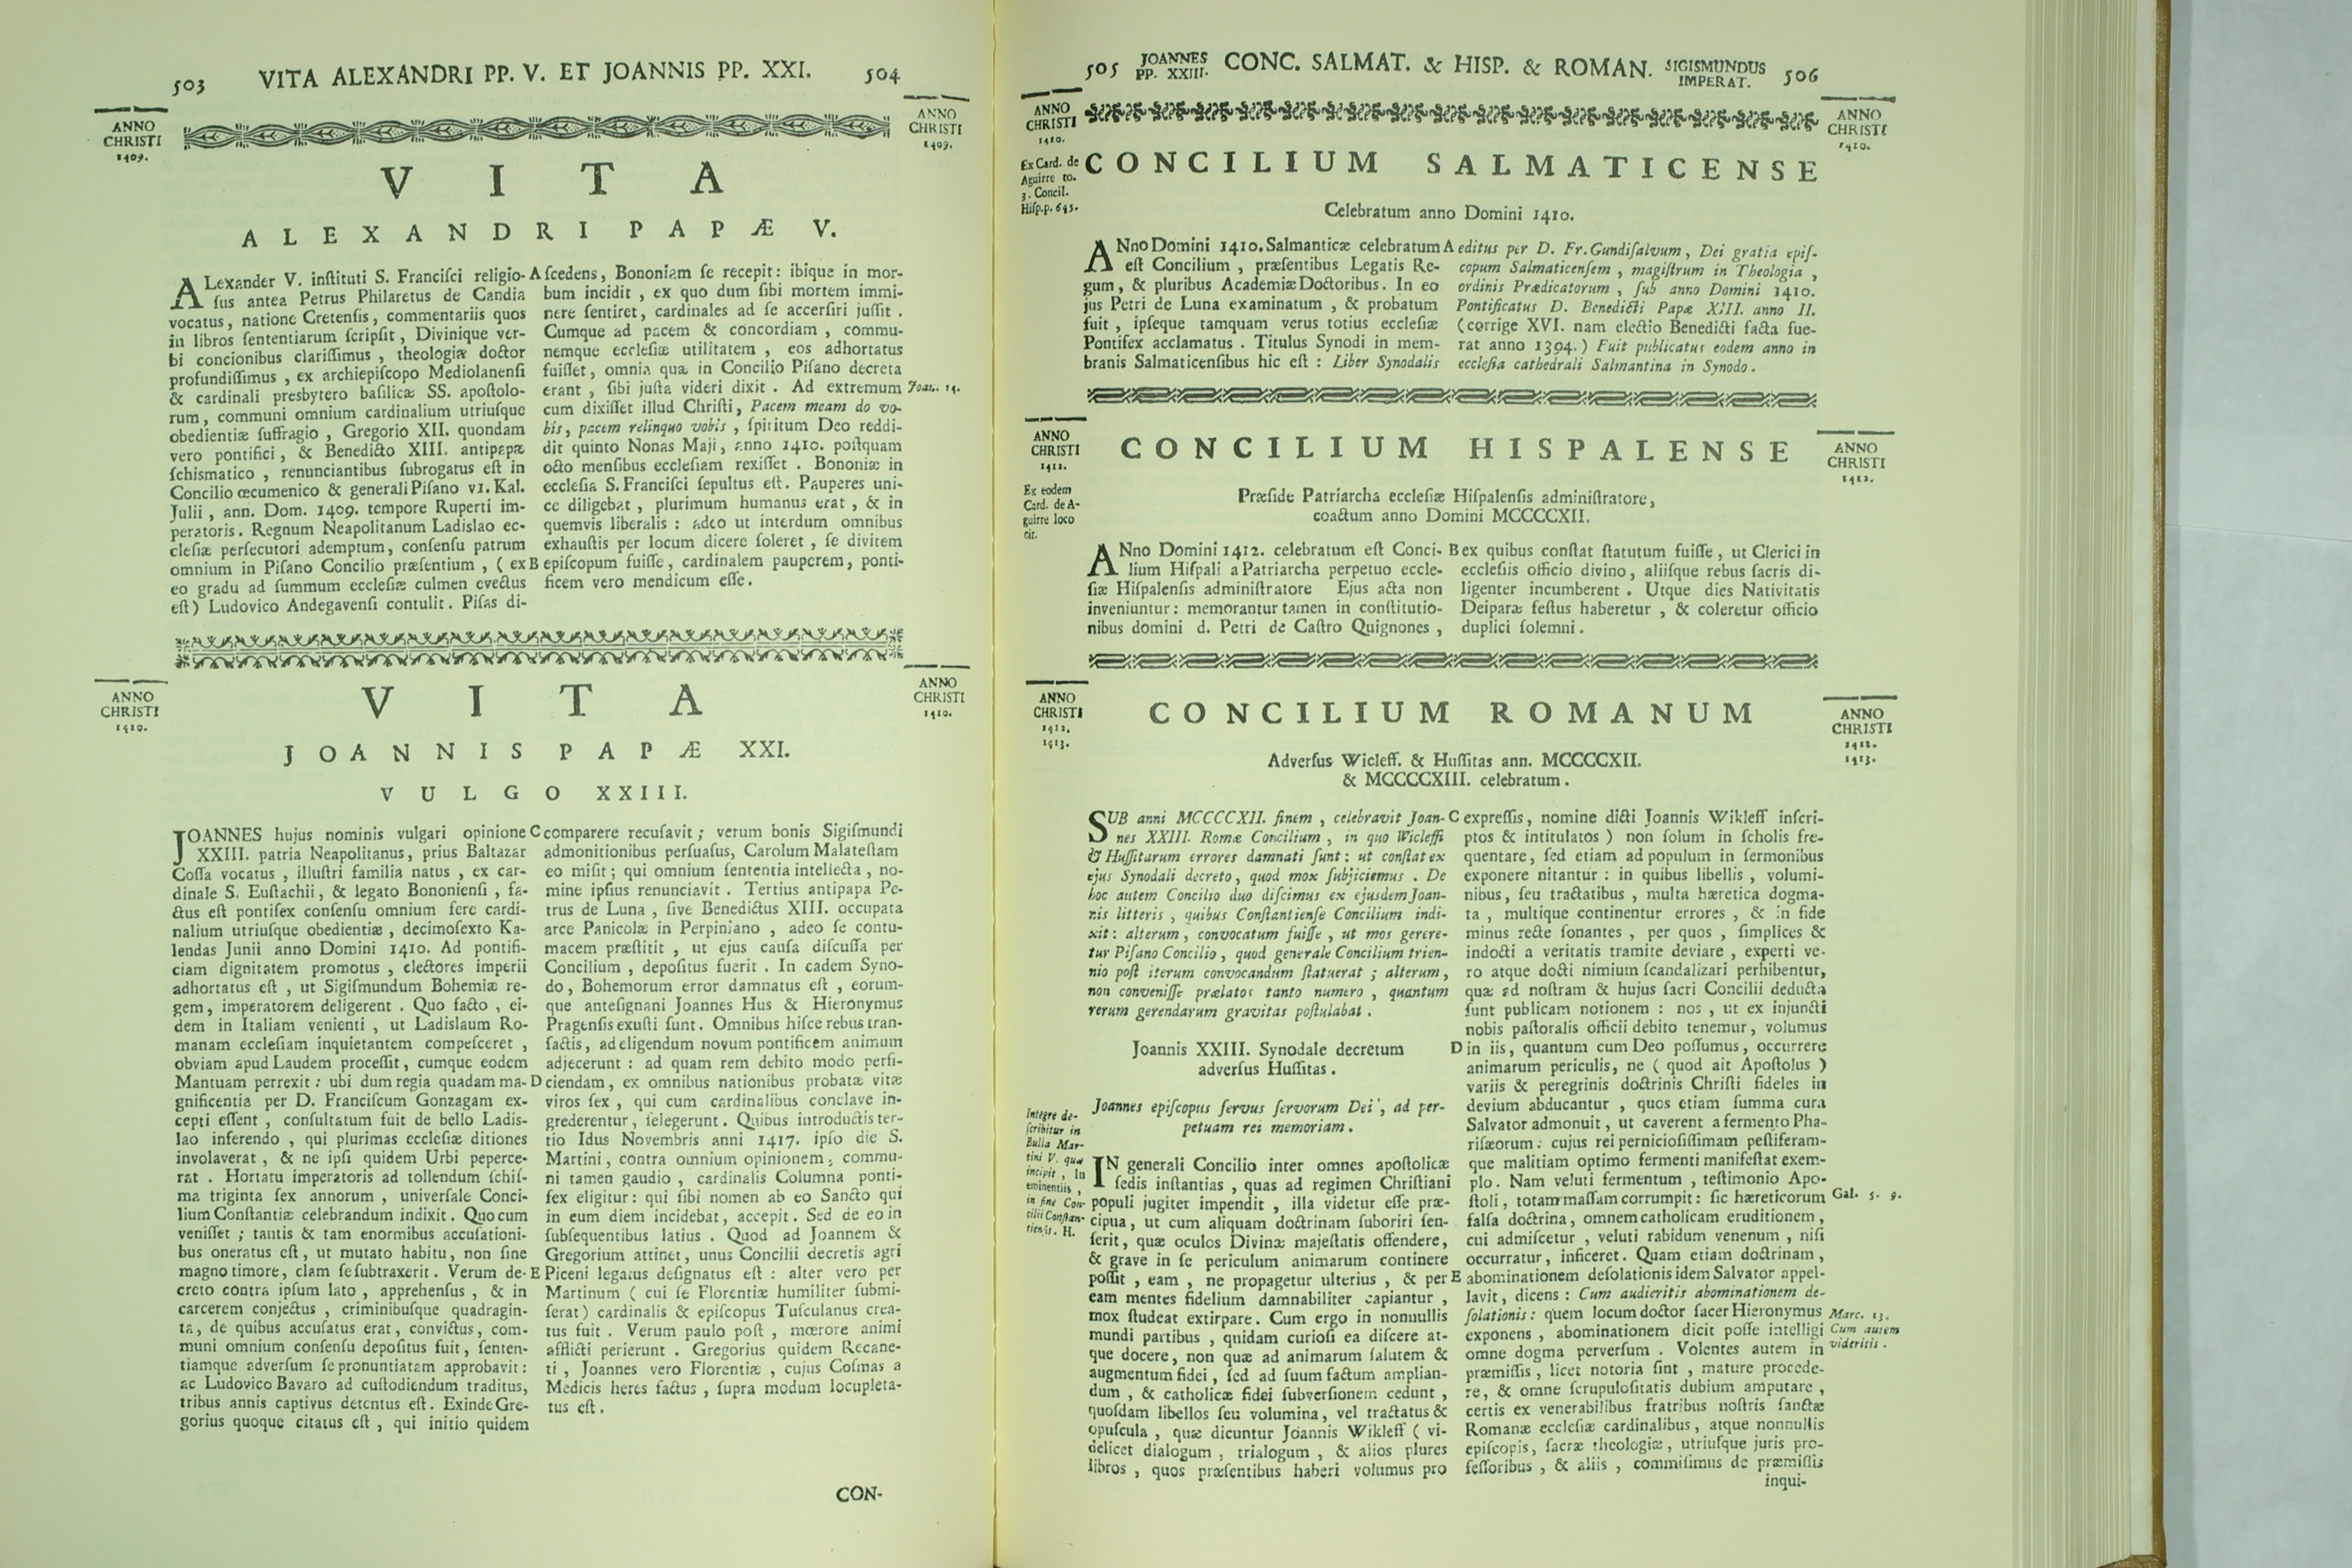 503 VITA ALEXANDRI PP. V. ET JOANNIS PP. XXI. 504
ANNO
CHRISTI
1409.
ANNO
CHRISTI
1409.
VITA
ALEXANDRI PAPÆ V.
ALexander V. inſtituti S. Franciſci religio-
ſus antea Petrus Philaretus de Candia
vocatus, natione Cretenſis, commentariis quos
in libros ſententiarum ſcripſit, Divinique ver-
bi concionibus clariſſimus, theologiæ doctor
profundiſſimus, ex archiepiſcopo Mediolanenſi
& cardinali presbytero baſilicæ SS. apoſtolo-
rum, communi omnium cardinalium utriuſque
obedientiæ ſuffragio, Gregorio XII. quondam
vero pontifici, & Benedicto XIII. antipapæ
ſchismatico, renunciantibus ſubrogatus eſt in
Concilio œcumenico & generali Piſano VI. Kal.
Julii, ann. Dom. 1409. tempore Ruperti im-
peratoris. Regnum Neapolitanum Ladislao ec-
cleſiæ perſecutori ademptum, conſenſu patrum
omnium in Piſano Concilio præſentium, (ex
eo gradu ad ſummum eccleſiæ culmen evectus
eſt) Ludovico Andegavenſi contulit. Piſas di-
A ſcedens, Bononiam ſe recepit: ibique in mor-
bum incidit, ex quo dum ſibi mortem immi-
nere ſentiret, cardinales ad ſe accerſiri juſſit.
Cumque ad pacem & concordiam, commu-
nemque eccleſiæ utilitatem, eos adhortatus
fuiſſet, omnia quæ in Concilio Piſano decreta
erant, ſibi juſta videri dixit. Ad extremum
cum dixiſſet illud Chriſti, Pacem meam do vo-
bis, pacem relinquo vobis, ſpiritum Deo reddi-
dit quinto Nonas Maji, anno 1410. poſtquam
octo menſibus eccleſiam rexiſſet. Bononiæ in
eccleſia S. Franciſci ſepultus eſt. Pauperes uni-
ce diligebat, plurimum humanus erat, & in
quemvis liberalis: adeo ut interdum omnibus
exhauſtis per locum dicere ſoleret, ſe divitem
B epiſcopum fuiſſe, cardinalem pauperem, ponti-
ficem vero mendicum eſſe.
Joan. 14.
ANNO
CHRISTI
1410.
ANNO
CHRISTI
1410.
VITA
JOANNIS PAPÆ XXI.
VULGO XXIII.
JOANNES hujus nominis vulgari opinione
XXIII. patria Neapolitanus, prius Baltazar
Coſſa vocatus, illuſtri familia natus, ex car-
dinale S. Euſtachii, & legato Bononienſi, fa-
ctus eſt pontifex conſenſu omnium fere cardi-
nalium utriuſque obedientiæ, decimoſexto Ka-
lendas Junii anno Domini 1410. Ad pontifi-
ciam dignitatem promotus, electores imperii
adhortatus eſt, ut Sigiſmundum Bohemiæ re-
gem, imperatorem deligerent. Quo facto, ei-
dem in Italiam venienti, ut Ladislaum Ro-
manam eccleſiam inquietantem compeſceret,
obviam apud Laudem proceſſit, cumque eodem
Mantuam perrexit: ubi dum regia quadam ma-
gnificentia per D. Franciſcum Gonzagam ex-
cepti eſſent, conſultatum fuit de bello Ladis-
lao inferendo, qui plurimas eccleſiæ ditiones
involaverat, & ne ipſi quidem Urbi peperce-
rat. Hortatu imperatoris ad tollendum ſchiſ-
ma triginta ſex annorum, univerſale Conci-
lium Conſtantiæ celebrandum indixit. Quo cum
veniſſet; tantis & tam enormibus accuſationi-
bus oneratus eſt, ut mutato habitu, non ſine
magno timore, clam ſe ſubtraxerit. Verum de-
creto contra ipſum lato, apprehenſus, & in
carcerem conjectus, criminibuſque quadragin-
ta, de quibus accuſatus erat, convictus, com-
muni omnium conſenſu depoſitus fuit, ſenten-
tiamque adverſum ſe pronuntiatam approbavit:
ac Ludovico Bavaro ad cuſtodiendum traditus,
tribus annis captivus detentus eſt. Exinde Gre-
gorius quoque citatus eſt, qui initio quidem
C comparere recuſavit; verum bonis Sigiſmundi
admonitionibus perſuaſus, Carolum Malateſtam
eo miſit; qui omnium ſententia intellecta, no-
mine ipſius renunciavit. Tertius antipapa Pe-
trus de Luna, ſive Benedictus XIII. occupata
arce Panicolæ in Perpiniano, adeo ſe contu-
macem præſtitit, ut ejus cauſa diſcuſſa per
Concilium, depoſitus fuerit. In eadem Syno-
do, Bohemorum error damnatus eſt, eorum-
que anteſignani Joannes Hus & Hieronymus
Pragenſis exuſti ſunt. Omnibus hiſce rebus tran-
ſactis, ad eligendum novum pontificem animum
adjecerunt: ad quam rem debito modo perfi-
D ciendam, ex omnibus nationibus probatæ vitæ
viros ſex, qui cum cardinalibus conclave in-
grederentur, ſelegerunt. Quibus introductis ter-
tio Idus Novembris anni 1417. ipſo die S.
Martini, contra omnium opinionem, commu-
ni tamen gaudio, cardinalis Columna ponti-
fex eligitur: qui ſibi nomen ab eo Sancto qui
in eum diem incidebat, accepit. Sed de eo in
ſubſequentibus latius. Quod ad Joannem &
Gregorium attinet, unus Concilii decretis agri
E Piceni legatus deſignatus eſt: alter vero per
Martinum (cui ſe Florentiæ humiliter ſubmi-
ſerat) cardinalis & epiſcopus Tuſculanus crea-
tus fuit. Verum paulo poſt, mœrore animi
afflicti perierunt. Gregorius quidem Recane-
ti, Joannes vero Florentiæ, cujus Coſmas a
Medicis heres factus, ſupra modum locupleta-
tus eſt.
CON-
505 JOANNES PP. XXIII. CONC. SALMAT. & HISP. & ROMAN. SIGISMUNDUS IMPERAT. 506
ANNO
CHRISTI
1410.
ANNO
CHRISTI
1410.
Ex Card. de
Aguirre to.
3. Concil.
Hiſp. p. 645.
CONCILIUM SALMATICENSE
Celebratum anno Domini 1410.
ANno Domini 1410. Salmanticæ celebratum
eſt Concilium, præſentibus Legatis Re-
gum, & pluribus Academiæ Doctoribus. In eo
jus Petri de Luna examinatum, & probatum
fuit, ipſeque tamquam verus totius eccleſiæ
Pontifex acclamatus. Titulus Synodi in mem-
branis Salmaticenſibus hic eſt: Liber Synodalis
A editus per D. Fr. Gundiſalvum, Dei gratia epiſ-
copum Salmaticenſem, magiſtrum in Theologia,
ordinis Prædicatorum, ſub anno Domini 1410.
Pontificatus D. Benedicti Papæ XIII. anno II.
(corrige XVI. nam electio Benedicti facta fue-
rat anno 1394.) Fuit publicatus eodem anno in
eccleſia cathedrali Salmantina in Synodo.
ANNO
CHRISTI
1412.
ANNO
CHRISTI
1412.
Ex eodem
Card. de A-
guirre loco
cit.
CONCILIUM HISPALENSE
Præſide Patriarcha eccleſiæ Hiſpalenſis adminiſtratore,
coactum anno Domini MCCCCXII.
ANno Domini 1412. celebratum eſt Conci-
lium Hiſpali a Patriarcha perpetuo eccle-
ſiæ Hiſpalenſis adminiſtratore Ejus acta non
inveniuntur: memorantur tamen in conſtitutio-
nibus domini d. Petri de Caſtro Quignones,
B ex quibus conſtat ſtatutum fuiſſe, ut Clerici in
eccleſiis officio divino, aliiſque rebus ſacris di-
ligenter incumberent. Utque dies Nativitatis
Deiparæ feſtus haberetur, & coleretur officio
duplici ſolemni.
ANNO
CHRISTI
1412.
1413.
ANNO
CHRISTI
1412.
1413.
CONCILIUM ROMANUM
Adverſus Wicleff. & Huſſitas ann. MCCCCXII.
& MCCCCXIII. celebratum.
SUB anni MCCCCXII. finem, celebravit Joan-
nes XXIII. Romæ Concilium, in quo Wicleffi
& Huſſitarum errores damnati ſunt: ut conſtat ex
ejus Synodali decreto, quod mox ſubjiciemus. De
hoc autem Concilio duo diſcimus ex ejusdem Joan-
nis litteris, quibus Conſtantienſe Concilium indi-
xit: alterum, convocatum fuiſſe, ut mos gerere-
tur Piſano Concilio, quod generale Concilium trien-
nio poſt iterum convocandum ſtatuerat; alterum,
non conveniſſe prælatos tanto numero, quantum
rerum gerendarum gravitas poſtulabat.
Joannis XXIII. Synodale decretum
adverſus Huſſitas.
Joannes epiſcopus ſervus ſervorum Dei, ad per-
petuam rei memoriam.
Integre de-
ſcribitur in
Bulla Mar-
tini V. quæ
incipit, In
eminentiis,
in fine Con-
cilii Conſtan-
tienſis. H.
IN generali Concilio inter omnes apoſtolicæ
ſedis inſtantias, quas ad regimen Chriſtiani
populi jugiter impendit, illa videtur eſſe præ-
cipua, ut cum aliquam doctrinam ſuboriri ſen-
ſerit, quæ oculos Divinæ majeſtatis offendere,
& grave in ſe periculum animarum continere
poſſit, eam, ne propagetur ulterius, & per
eam mentes fidelium damnabiliter capiantur,
mox ſtudeat extirpare. Cum ergo in nonnullis
mundi partibus, quidam curioſi ea diſcere at-
que docere, non quæ ad animarum ſalutem &
augmentum fidei, ſed ad ſuum faſtum amplian-
dum, & catholicæ fidei ſubverſionem cedunt,
quoſdam libellos ſeu volumina, vel tractatus &
opuſcula, quæ dicuntur Joannis Wikleff (vi-
delicet dialogum, trialogum, & alios plures
libros, quos præſentibus haberi volumus pro
C expreſſis, nomine dicti Joannis Wikleff inſcri-
ptos & intitulatos) non ſolum in ſcholis fre-
quentare, ſed etiam ad populum in ſermonibus
exponere nitantur: in quibus libellis, volumi-
nibus, ſeu tractatibus, multa hæretica dogma-
ta, multique continentur errores, & in fide
minus recte ſonantes, per quos, ſimplices &
indocti a veritatis tramite deviare, experti ve-
ro atque docti nimium ſcandalizari perhibentur,
quæ ad noſtram & hujus ſacri Concilii deducta
ſunt publicam notionem: nos, ut ex injuncti
nobis paſtoralis officii debito tenemur, volumus
D in iis, quantum cum Deo poſſumus, occurrere
animarum periculis, ne (quod ait Apoſtolus)
variis & peregrinis doctrinis Chriſti fideles in
devium abducantur, quos etiam ſumma cura
Salvator admonuit, ut caverent a fermento Pha-
riſæorum: cujus rei pernicioſiſſimam peſtiferam-
que malitiam optimo fermenti manifeſtat exem-
plo. Nam veluti fermentum, teſtimonio Apo-
ſtoli, totam maſſam corrumpit: ſic hæreticorum
falſa doctrina, omnem catholicam eruditionem,
cui admiſcetur, veluti rabidum venenum, niſi
occurratur, inficeret. Quam etiam doctrinam,
E abominationem deſolationis idem Salvator appel-
lavit, dicens: Cum audieritis abominationem de-
ſolationis: quem locum doctor ſacer Hieronymus
exponens, abominationem dicit poſſe intelligi
omne dogma perverſum. Volentes autem in
præmiſſis, licet notoria ſint, mature procede-
re, & omne ſcrupuloſitatis dubium amputare,
certis ex venerabilibus fratribus noſtris ſanctæ
Romanæ eccleſiæ cardinalibus, atque nonnullis
epiſcopis, ſacræ theologiæ, utriuſque juris pro-
feſſoribus, & aliis, commiſimus de præmiſſis
Gal. 5. 9.
Marc. 13.
Cum autem
videritis.
inqui-